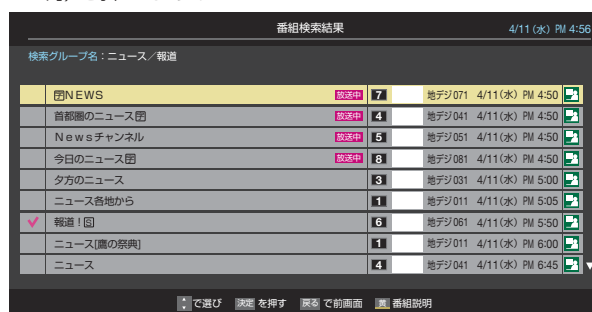 番組検索結果 4/11(水) PM 4:56
検索グループ名：ニュース／報道
字NEWS 放送中 7 地デジ071 4/11(水) PM 4:50
首都圏のニュース字 放送中 4 地デジ041 4/11(水) PM 4:50
Newsチャンネル 放送中 5 地デジ051 4/11(水) PM 4:50
今日のニュース字 放送中 8 地デジ081 4/11(水) PM 4:50
夕方のニュース 3 地デジ031 4/11(水) PM 5:00
ニュース各地から 1 地デジ011 4/11(水) PM 5:05
報道！S 6 地デジ061 4/11(水) PM 5:50
ニュース[鷹の祭典] 1 地デジ011 4/11(水) PM 6:00
ニュース 4 地デジ041 4/11(水) PM 6:45
で選び 決定 を押す 戻る で前画面 黄 番組説明